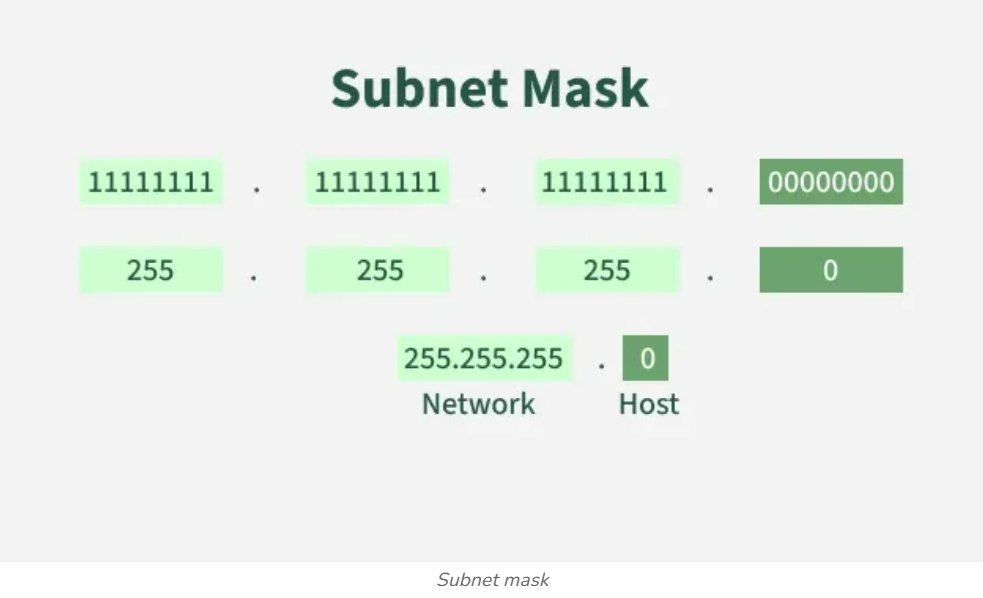 Subnet Mask
11111111 . 11111111 . 11111111 . 00000000
255 . 255 . 255 . 0
255.255.255 . 0
Network Host
Subnet mask